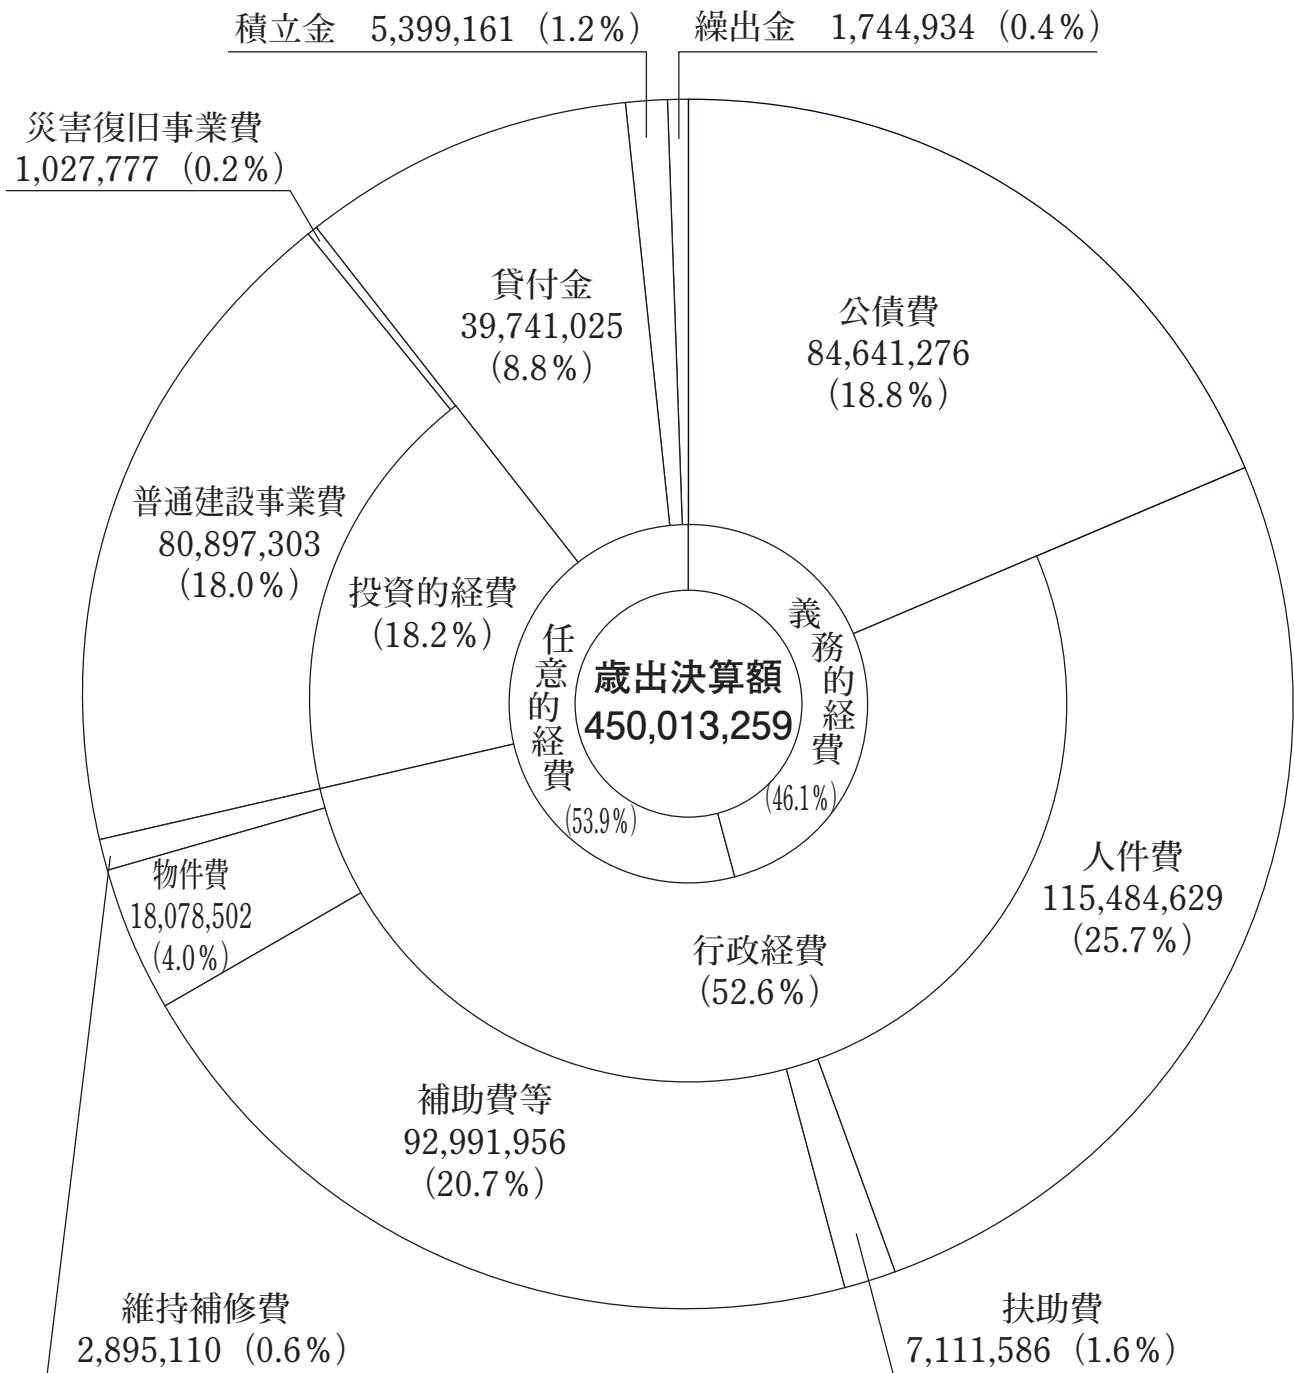 積立金　5,399,161（1.2%）
繰出金　1,744,934（0.4%）
災害復旧事業費
1,027,777（0.2%）
貸付金
39,741,025
（8.8%）
公債費
84,641,276
（18.8%）
普通建設事業費
80,897,303
（18.0%）
投資的経費
（18.2%）
任意的経費
（53.9%）
歳出決算額
450,013,259
義務的経費
（46.1%）
人件費
115,484,629
（25.7%）
物件費
18,078,502
（4.0%）
行政経費
（52.6%）
補助費等
92,991,956
（20.7%）
維持補修費
2,895,110（0.6%）
扶助費
7,111,586（1.6%）